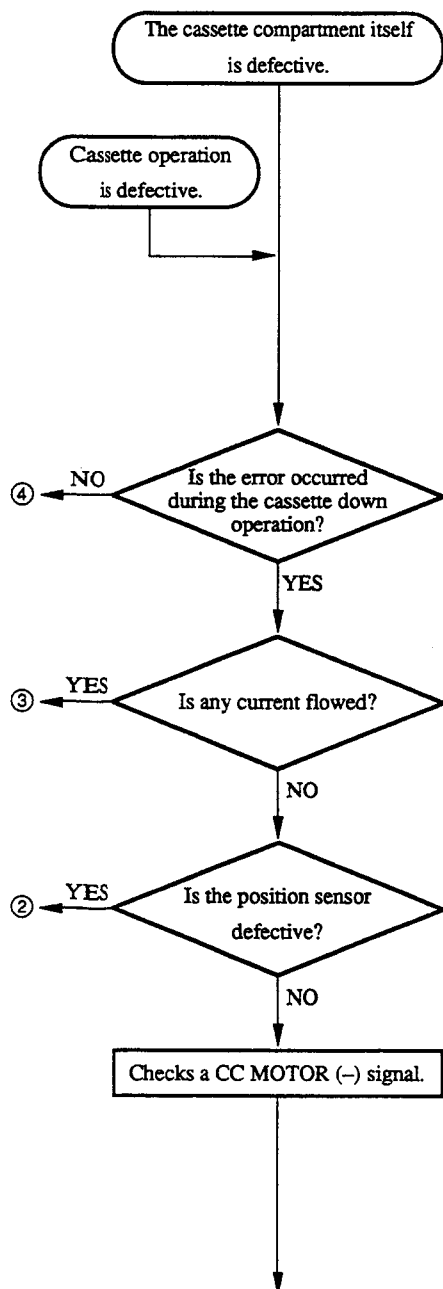 The cassette compartment itself
is defective.
Cassette operation
is defective.
④ NO
Is the error occurred
during the cassette down
operation?
YES
③ YES
Is any current flowed?
NO
② YES
Is the position sensor
defective?
NO
Checks a CC MOTOR (–) signal.